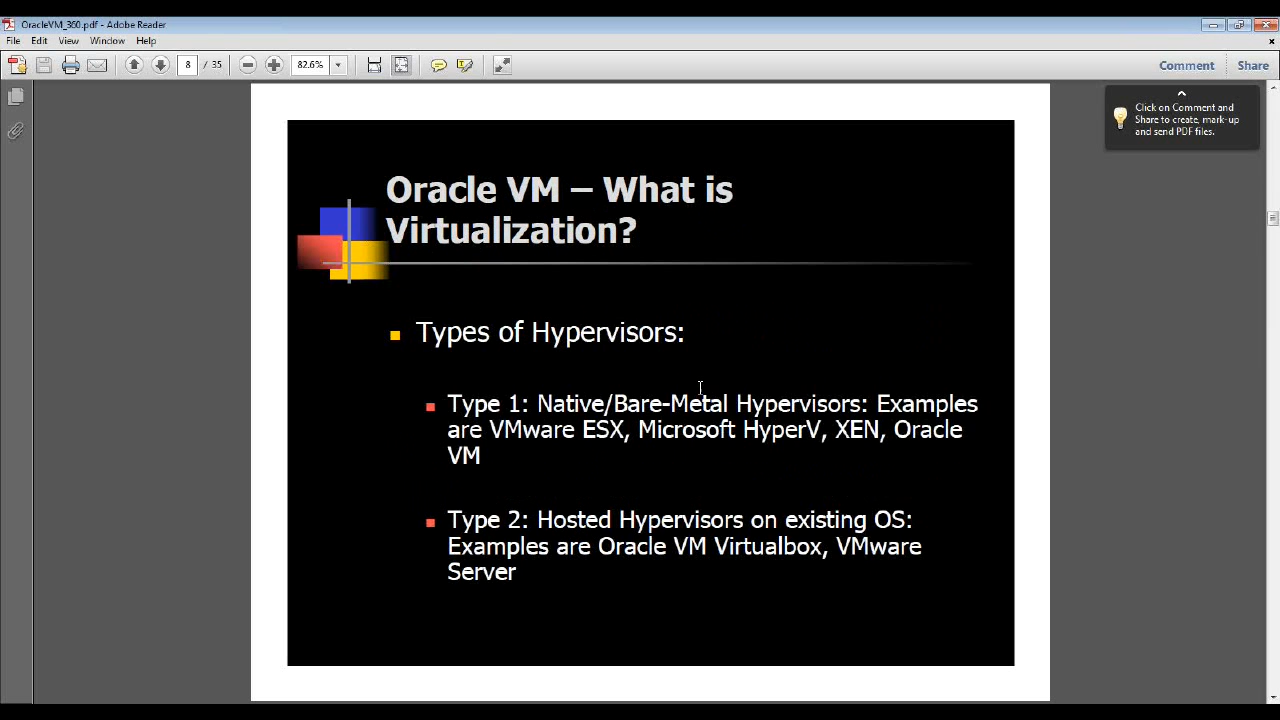 OracleVM_360.pdf - Adobe Reader
File Edit View Window Help
8 / 35 82.6% Comment Share
Click on Comment and
Share to create, mark-up
and send PDF files.
Oracle VM – What is
Virtualization?
Types of Hypervisors:
Type 1: Native/Bare-Metal Hypervisors: Examples
are VMware ESX, Microsoft HyperV, XEN, Oracle
VM
Type 2: Hosted Hypervisors on existing OS:
Examples are Oracle VM Virtualbox, VMware
Server